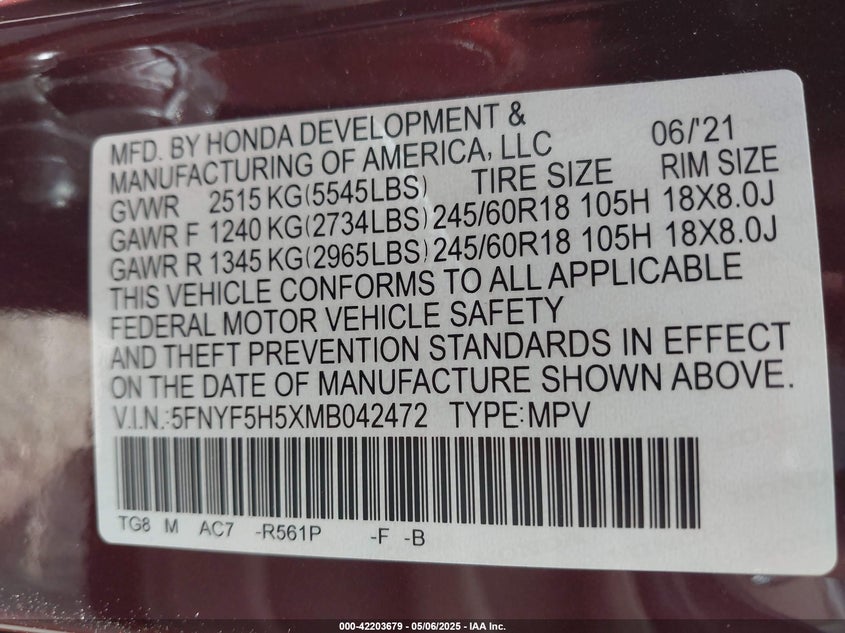 MFD. BY HONDA DEVELOPMENT &
MANUFACTURING OF AMERICA, LLC 06/'21
GVWR 2515 KG(5545LBS) TIRE SIZE RIM SIZE
GAWR F 1240 KG(2734LBS) 245/60R18 105H 18X8.0J
GAWR R 1345 KG(2965LBS) 245/60R18 105H 18X8.0J
THIS VEHICLE CONFORMS TO ALL APPLICABLE
FEDERAL MOTOR VEHICLE SAFETY
AND THEFT PREVENTION STANDARDS IN EFFECT
ON THE DATE OF MANUFACTURE SHOWN ABOVE.
V.I.N.:5FNYF5H5XMB042472 TYPE:MPV
TG8 M AC7 -R561P -F -B
000-42203679 - 05/06/2025 - IAA Inc.